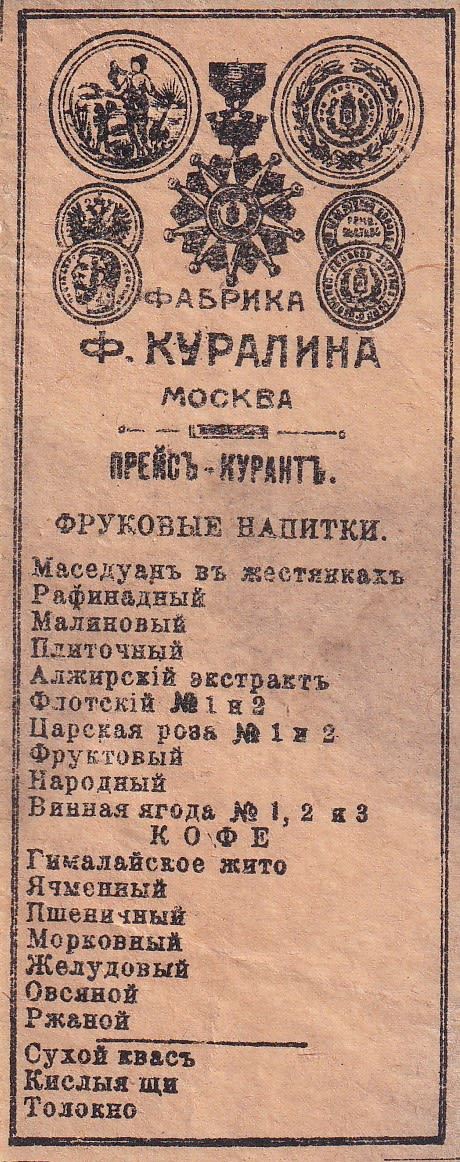 ФАБРИКА
Ф. КУРАЛИНА
МОСКВА
ПРЕЙСЪ-КУРАНТЪ.
ФРУКОВЫЕ НАПИТКИ.
Маседуанъ въ жестянкахъ
Рафинадный
Малиновый
Плиточный
Алжирскій экстрактъ
Флотскій № 1 и 2
Царская роза № 1 и 2
Фруктовый
Народный
Винная ягода № 1, 2 и 3
КОФЕ
Гималайское жито
Ячменный
Пшеничный
Морковный
Желудовый
Овсяной
Ржаной
Сухой квасъ
Кислыя щи
Толокно